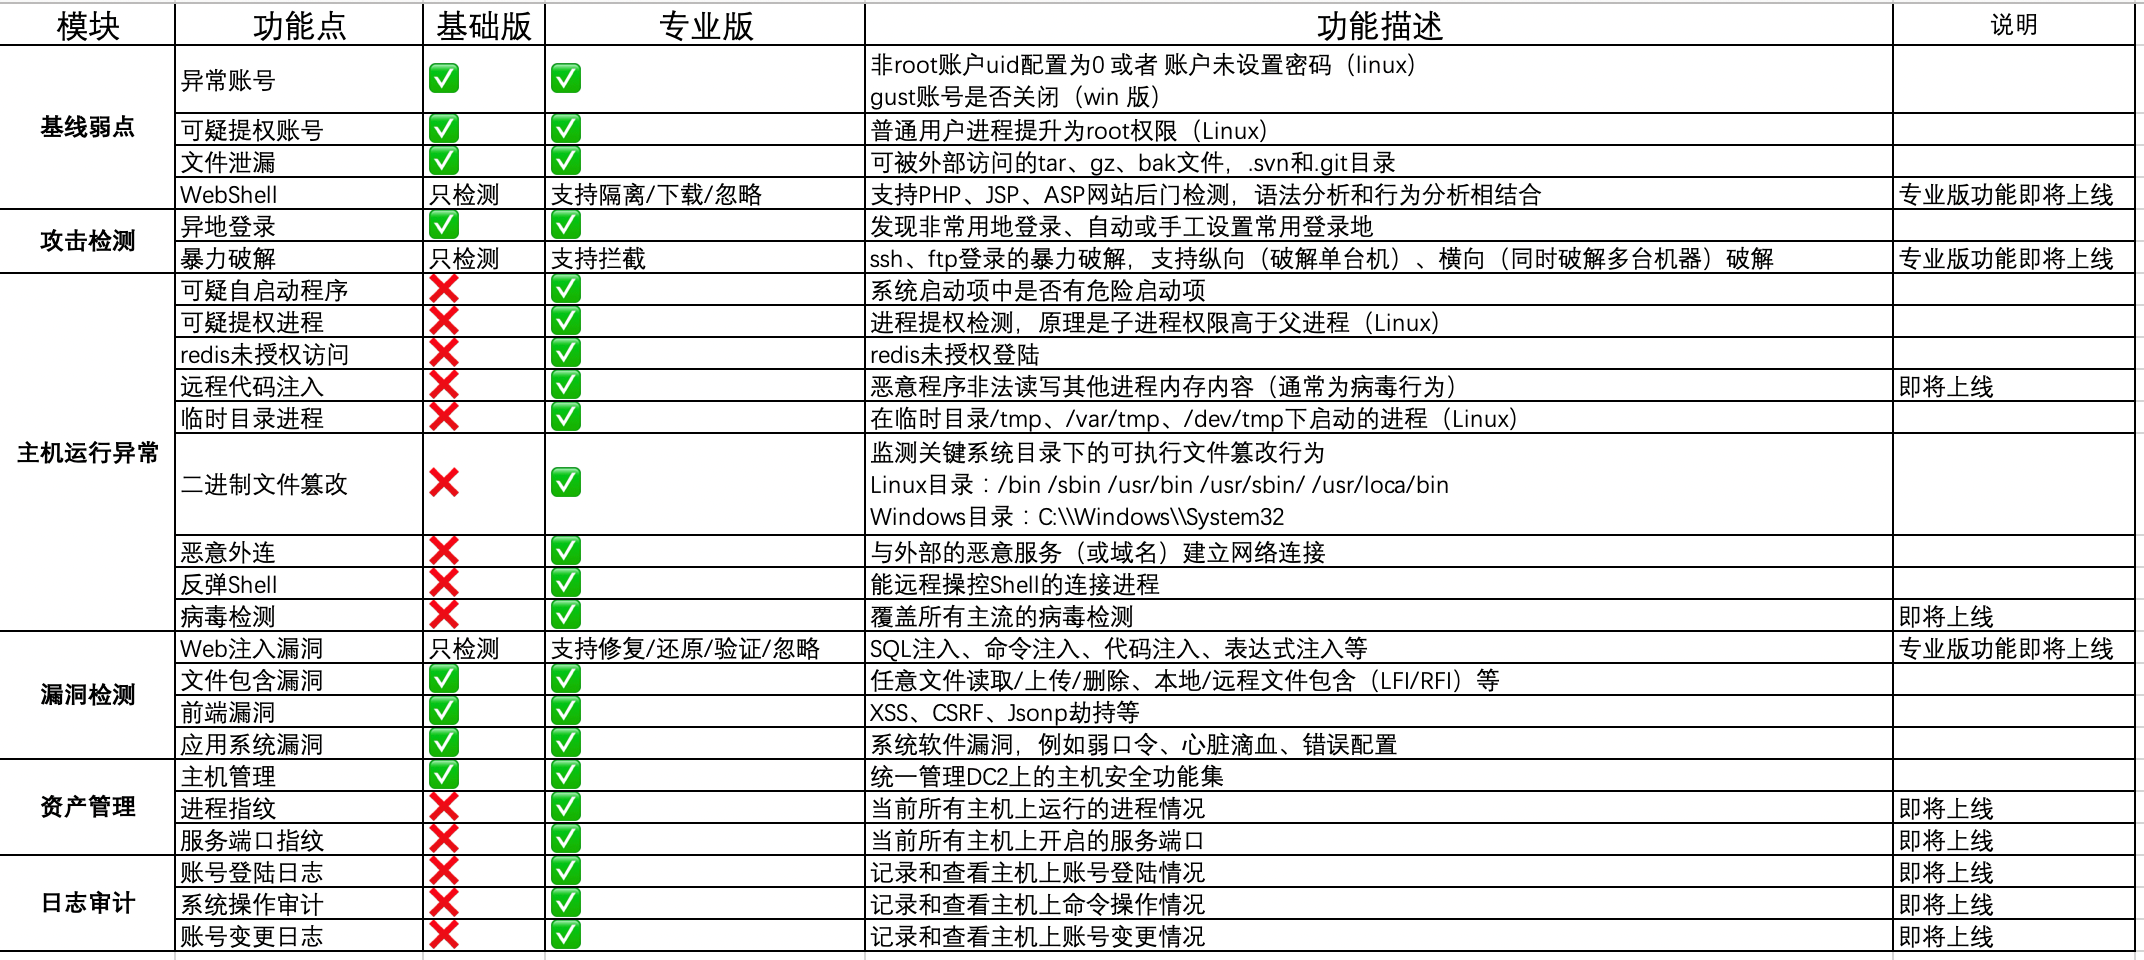 模块 功能点 基础版 专业版 功能描述 说明
基线弱点
异常账号 ✅ ✅ 非root账户uid配置为0 或者 账户未设置密码（linux）
gust账号是否关闭（win 版）
可疑提权账号 ✅ ✅ 普通用户进程提升为root权限（Linux）
文件泄漏 ✅ ✅ 可被外部访问的tar、gz、bak文件，.svn和.git目录
WebShell 只检测 支持隔离/下载/忽略 支持PHP、JSP、ASP网站后门检测，语法分析和行为分析相结合 专业版功能即将上线
攻击检测
异地登录 ✅ ✅ 发现非常用地登录、自动或手工设置常用登录地
暴力破解 只检测 支持拦截 ssh、ftp登录的暴力破解，支持纵向（破解单台机）、横向（同时破解多台机器）破解 专业版功能即将上线
主机运行异常
可疑自启动程序 ❌ ✅ 系统启动项中是否有危险启动项
可疑提权进程 ❌ ✅ 进程提权检测，原理是子进程权限高于父进程（Linux）
redis未授权访问 ❌ ✅ redis未授权登陆
远程代码注入 ❌ ✅ 恶意程序非法读写其他进程内存内容（通常为病毒行为） 即将上线
临时目录进程 ❌ ✅ 在临时目录/tmp、/var/tmp、/dev/tmp下启动的进程（Linux）
二进制文件篡改 ❌ ✅ 监测关键系统目录下的可执行文件篡改行为
Linux目录：/bin /sbin /usr/bin /usr/sbin/ /usr/loca/bin
Windows目录：C:\\Windows\\System32
恶意外连 ❌ ✅ 与外部的恶意服务（或域名）建立网络连接
反弹Shell ❌ ✅ 能远程操控Shell的连接进程
病毒检测 ❌ ✅ 覆盖所有主流的病毒检测 即将上线
漏洞检测
Web注入漏洞 只检测 支持修复/还原/验证/忽略 SQL注入、命令注入、代码注入、表达式注入等 专业版功能即将上线
文件包含漏洞 ✅ ✅ 任意文件读取/上传/删除、本地/远程文件包含（LFI/RFI）等
前端漏洞 ✅ ✅ XSS、CSRF、Jsonp劫持等
应用系统漏洞 ✅ ✅ 系统软件漏洞，例如弱口令、心脏滴血、错误配置
资产管理
主机管理 ✅ ✅ 统一管理DC2上的主机安全功能集
进程指纹 ❌ ✅ 当前所有主机上运行的进程情况 即将上线
服务端口指纹 ❌ ✅ 当前所有主机上开启的服务端口 即将上线
日志审计
账号登陆日志 ❌ ✅ 记录和查看主机上账号登陆情况 即将上线
系统操作审计 ❌ ✅ 记录和查看主机上命令操作情况 即将上线
账号变更日志 ❌ ✅ 记录和查看主机上账号变更情况 即将上线